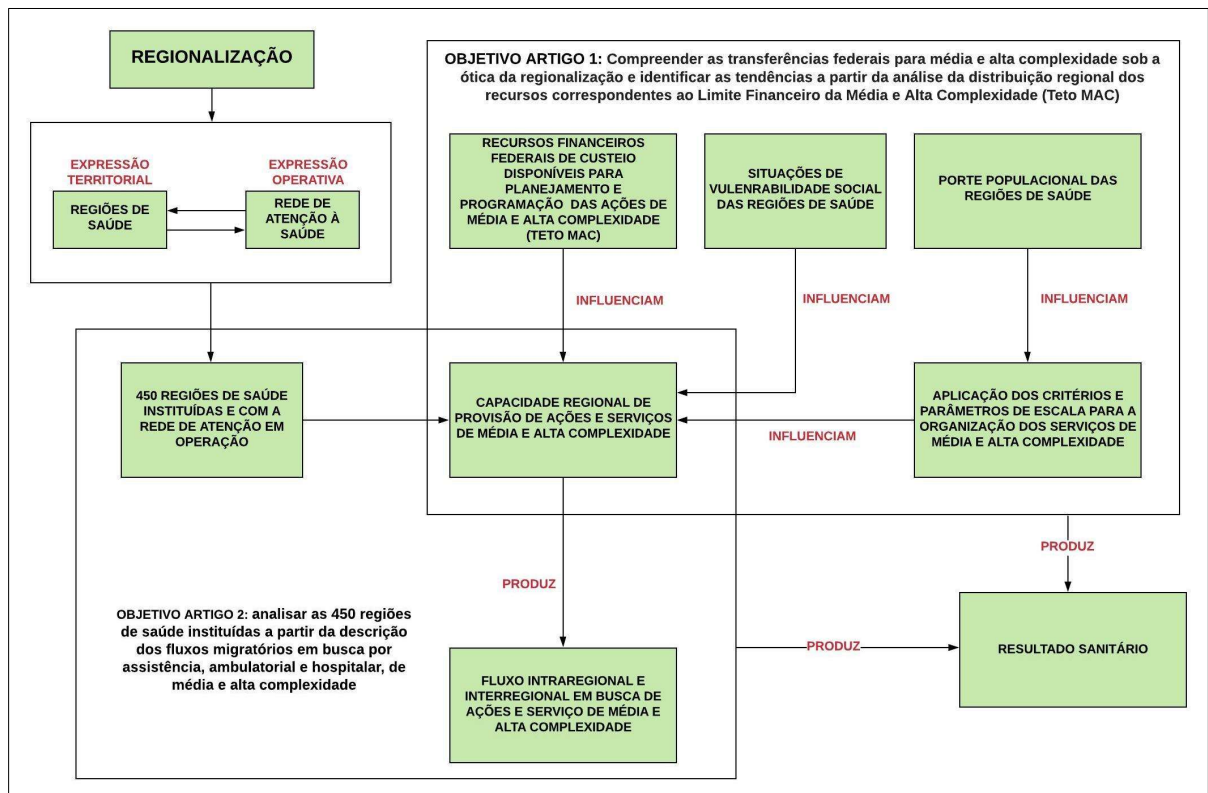 REGIONALIZAÇÃO
EXPRESSÃO
TERRITORIAL
EXPRESSÃO
OPERATIVA
REGIÕES DE
SAÚDE
REDE DE
ATENÇÃO À
SAÚDE
OBJETIVO ARTIGO 1: Compreender as transferências federais para média e alta complexidade sob a
ótica da regionalização e identificar as tendências a partir da análise da distribuição regional dos
recursos correspondentes ao Limite Financeiro da Média e Alta Complexidade (Teto MAC)
RECURSOS FINANCEIROS
FEDERAIS DE CUSTEIO
DISPONÍVEIS PARA
PLANEJAMENTO E
PROGRAMAÇÃO DAS AÇÕES DE
MÉDIA E ALTA COMPLEXIDADE
(TETO MAC)
SITUAÇÕES DE
VULENRABILIDADE SOCIAL
DAS REGIÕES DE SAÚDE
PORTE POPULACIONAL DAS
REGIÕES DE SAÚDE
INFLUENCIAM
INFLUENCIAM
INFLUENCIAM
450 REGIÕES DE SAÚDE
INSTITUÍDAS E COM A
REDE DE ATENÇÃO EM
OPERAÇÃO
CAPACIDADE REGIONAL DE
PROVISÃO DE AÇÕES E SERVIÇOS
DE MÉDIA E ALTA COMPLEXIDADE
INFLUENCIAM
APLICAÇÃO DOS CRITÉRIOS E
PARÂMETROS DE ESCALA PARA A
ORGANIZAÇÃO DOS SERVIÇOS DE
MÉDIA E ALTA COMPLEXIDADE
PRODUZ
PRODUZ
OBJETIVO ARTIGO 2: analisar as 450 regiões
de saúde instituídas a partir da descrição
dos fluxos migratórios em busca por
assistência, ambulatorial e hospitalar, de
média e alta complexidade
FLUXO INTRAREGIONAL E
INTERREGIONAL EM BUSCA DE
AÇÕES E SERVIÇO DE MÉDIA E
ALTA COMPLEXIDADE
PRODUZ
RESULTADO SANITÁRIO